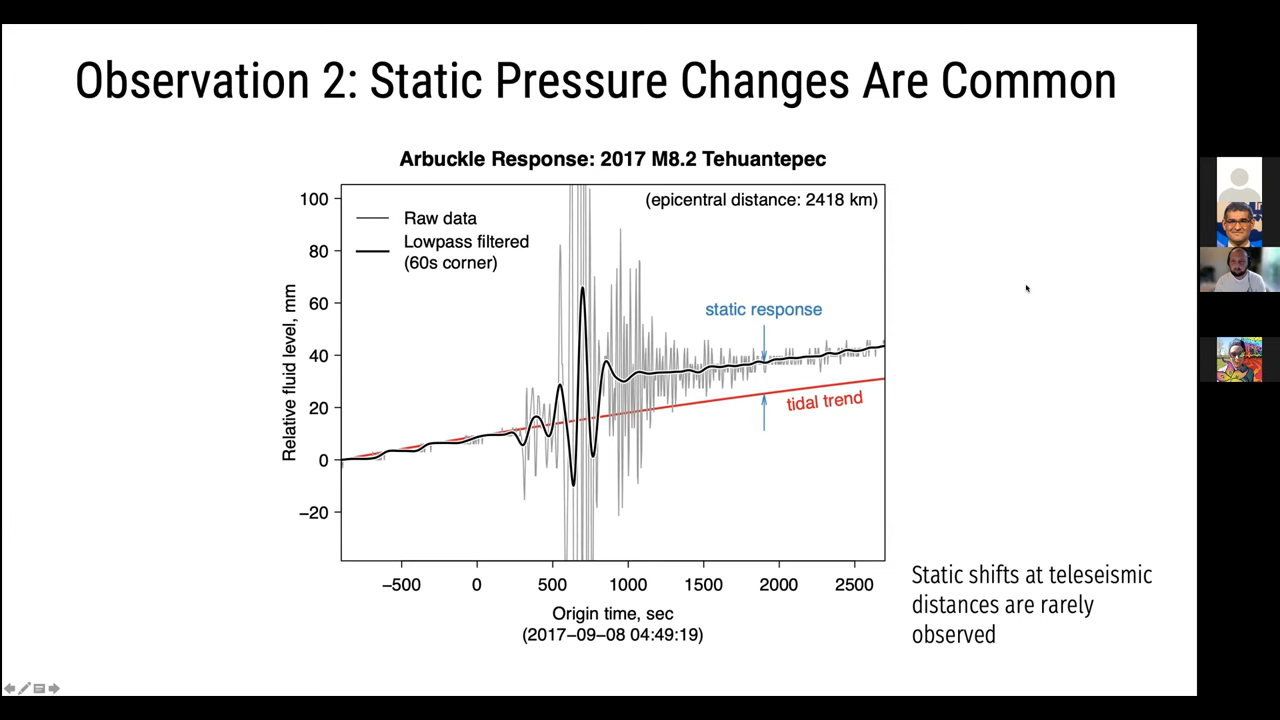 Observation 2: Static Pressure Changes Are Common
Arbuckle Response: 2017 M8.2 Tehuantepec
(epicentral distance: 2418 km)
Raw data
Lowpass filtered
(60s corner)
static response
tidal trend
Relative fluid level, mm
100
80
60
40
20
0
−20
−500
0
500
1000
1500
2000
2500
Origin time, sec
(2017−09−08 04:49:19)
Static shifts at teleseismic
distances are rarely
observed